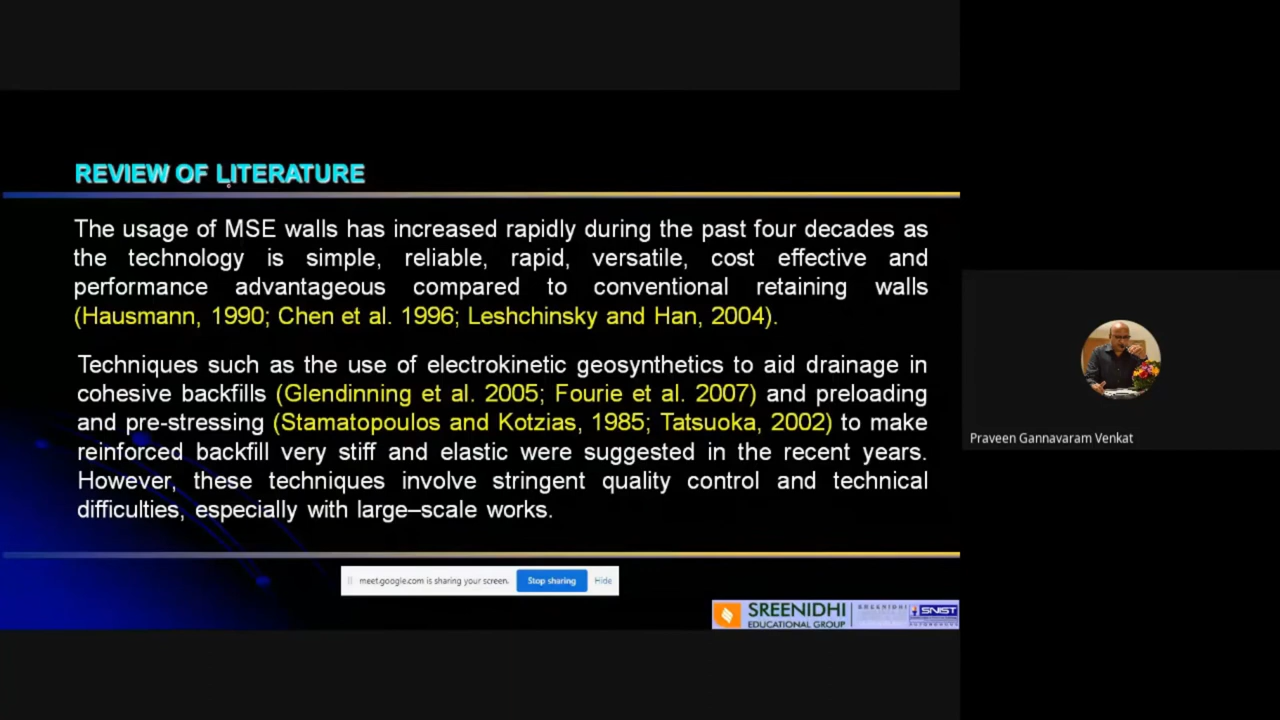 REVIEW OF LITERATURE
The usage of MSE walls has increased rapidly during the past four decades as
the technology is simple, reliable, rapid, versatile, cost effective and
performance advantageous compared to conventional retaining walls
(Hausmann, 1990; Chen et al. 1996; Leshchinsky and Han, 2004).
Techniques such as the use of electrokinetic geosynthetics to aid drainage in
cohesive backfills (Glendinning et al. 2005; Fourie et al. 2007) and preloading
and pre-stressing (Stamatopoulos and Kotzias, 1985; Tatsuoka, 2002) to make
reinforced backfill very stiff and elastic were suggested in the recent years.
However, these techniques involve stringent quality control and technical
difficulties, especially with large–scale works.
Praveen Gannavaram Venkat
meet.google.com is sharing your screen. Stop sharing Hide
SREENIDHI
EDUCATIONAL GROUP
SREENIDHI
SNIST